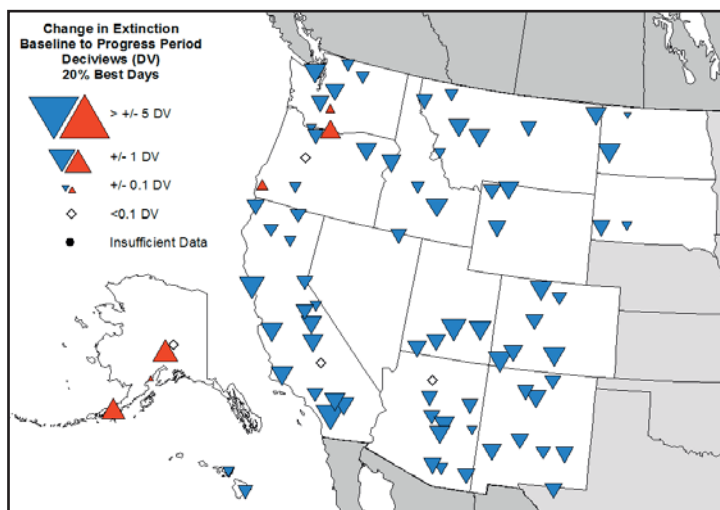 Change in Extinction
Baseline to Progress Period
Deciviews (DV)
20% Best Days
> +/- 5 DV
+/- 1 DV
+/- 0.1 DV
<0.1 DV
Insufficient Data